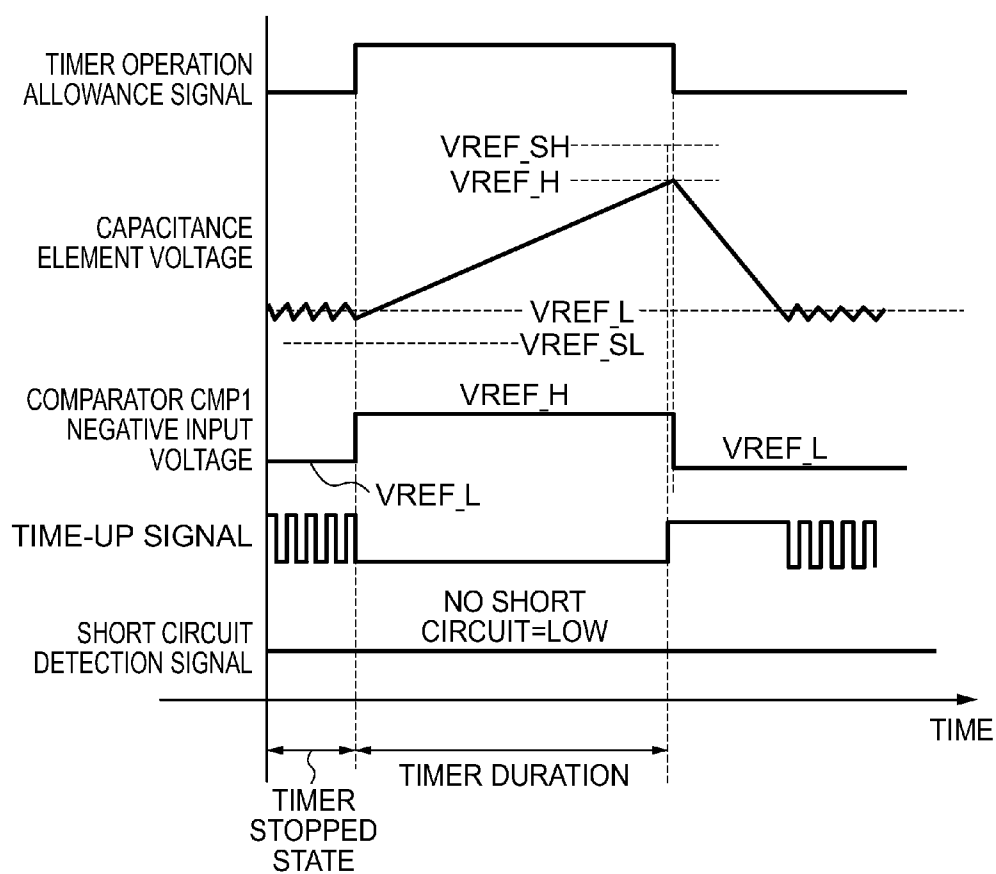 TIMER OPERATION
ALLOWANCE SIGNAL
VREF_SH
VREF_H
CAPACITANCE
ELEMENT VOLTAGE
VREF_L
VREF_SL
COMPARATOR CMP1
NEGATIVE INPUT
VOLTAGE
VREF_H
VREF_L
VREF_L
TIME-UP SIGNAL
NO SHORT
CIRCUIT=LOW
SHORT CIRCUIT
DETECTION SIGNAL
TIME
TIMER DURATION
TIMER
STOPPED
STATE